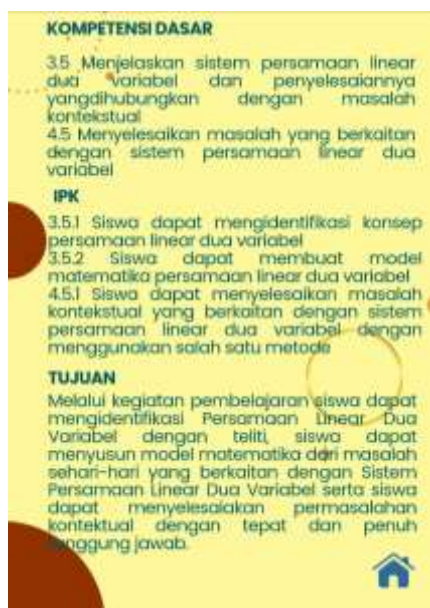 KOMPETENSI DASAR
3.5 Menjelaskan sistem persamaan linear
dua variabel dan penyelesaiannya
yangdihubungkan dengan masalah
kontekstual
4.5 Menyelesaikan masalah yang berkaitan
dengan sistem persamaan linear dua
variabel
IPK
3.5.1 Siswa dapat mengidentifikasi konsep
persamaan linear dua variabel
3.5.2 Siswa dapat membuat model
matematika persamaan linear dua variabel
4.5.1 Siswa dapat menyelesaikan masalah
kontekstual yang berkaitan dengan sistem
persamaan linear dua variabel dengan
menggunakan salah satu metode
TUJUAN
Melalui kegiatan pembelajaran siswa dapat
mengidentifikasi Persamaan Linear Dua
Variabel dengan teliti, siswa dapat
menyusun model matematika dari masalah
sehari-hari yang berkaitan dengan Sistem
Persamaan Linear Dua Variabel serta siswa
dapat menyelesaiakan permasalahan
kontektual dengan tepat dan penuh
tanggung jawab.